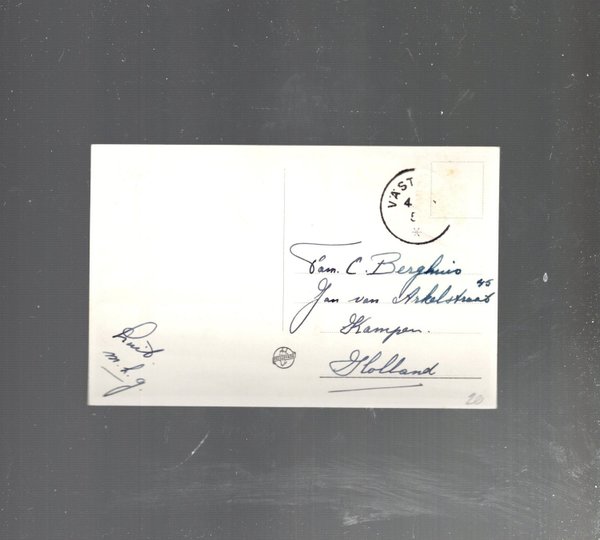 VÄST
4
Fam. C. Berghuis
Jan van Arkelstraat 45
Kampen.
Holland
m. h. g.
20